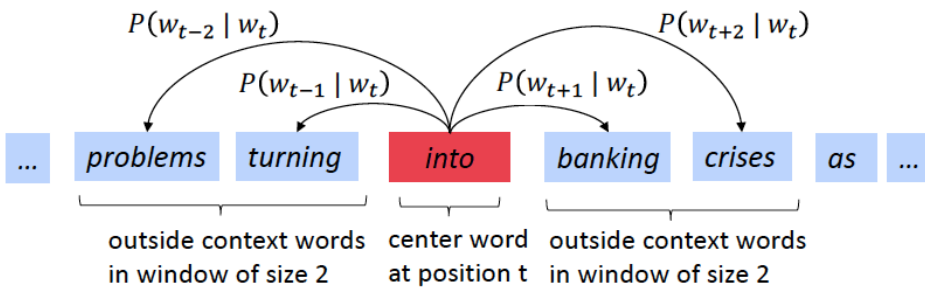 P(w_{t-2} | w_t) P(w_{t+2} | w_t)
P(w_{t-1} | w_t) P(w_{t+1} | w_t)
... problems turning into banking crises as ...
outside context words center word outside context words
in window of size 2 at position t in window of size 2